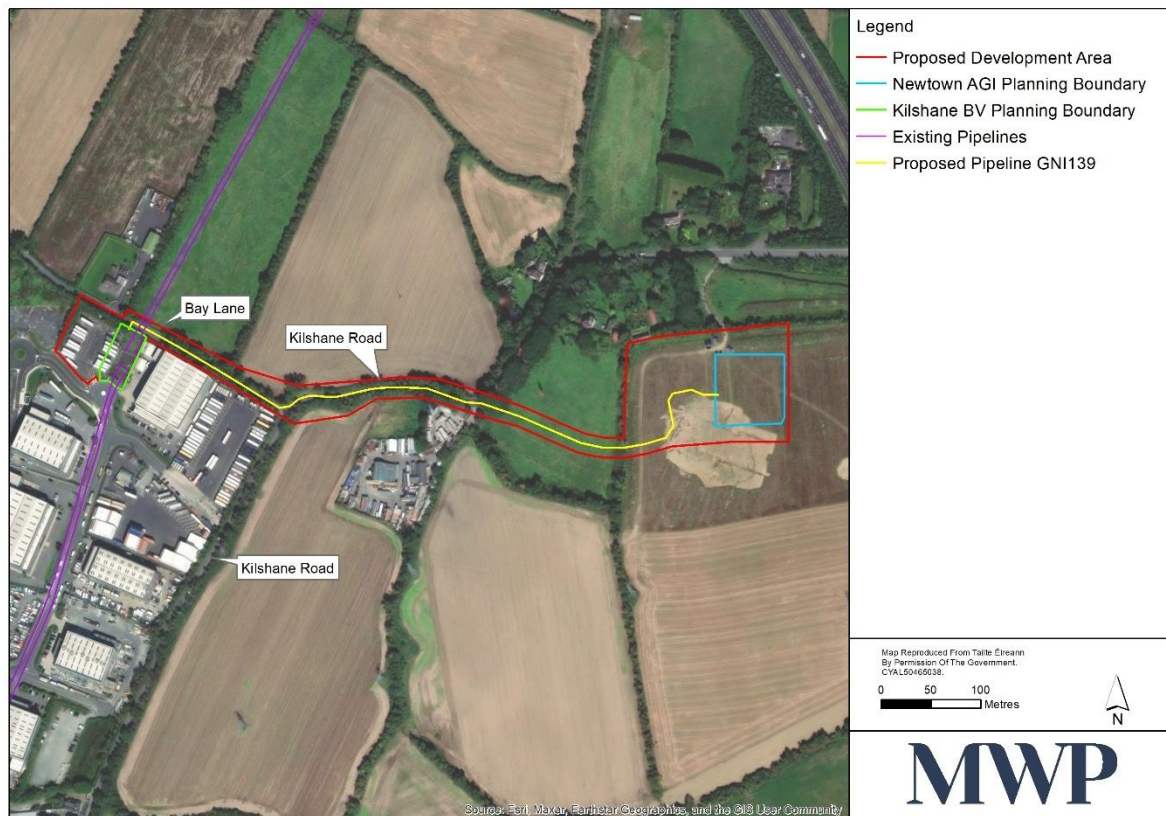 Legend
Proposed Development Area
Newtown AGI Planning Boundary
Kilshane BV Planning Boundary
Existing Pipelines
Proposed Pipeline GNI139
Bay Lane
Kilshane Road
Kilshane Road
Map Reproduced From Tailte Éireann
By Permission Of The Government.
CYAL50465038.
0 50 100
Metres
N
Source: Esri, Maxar, Earthstar Geographics, and the GIS User Community
MWP